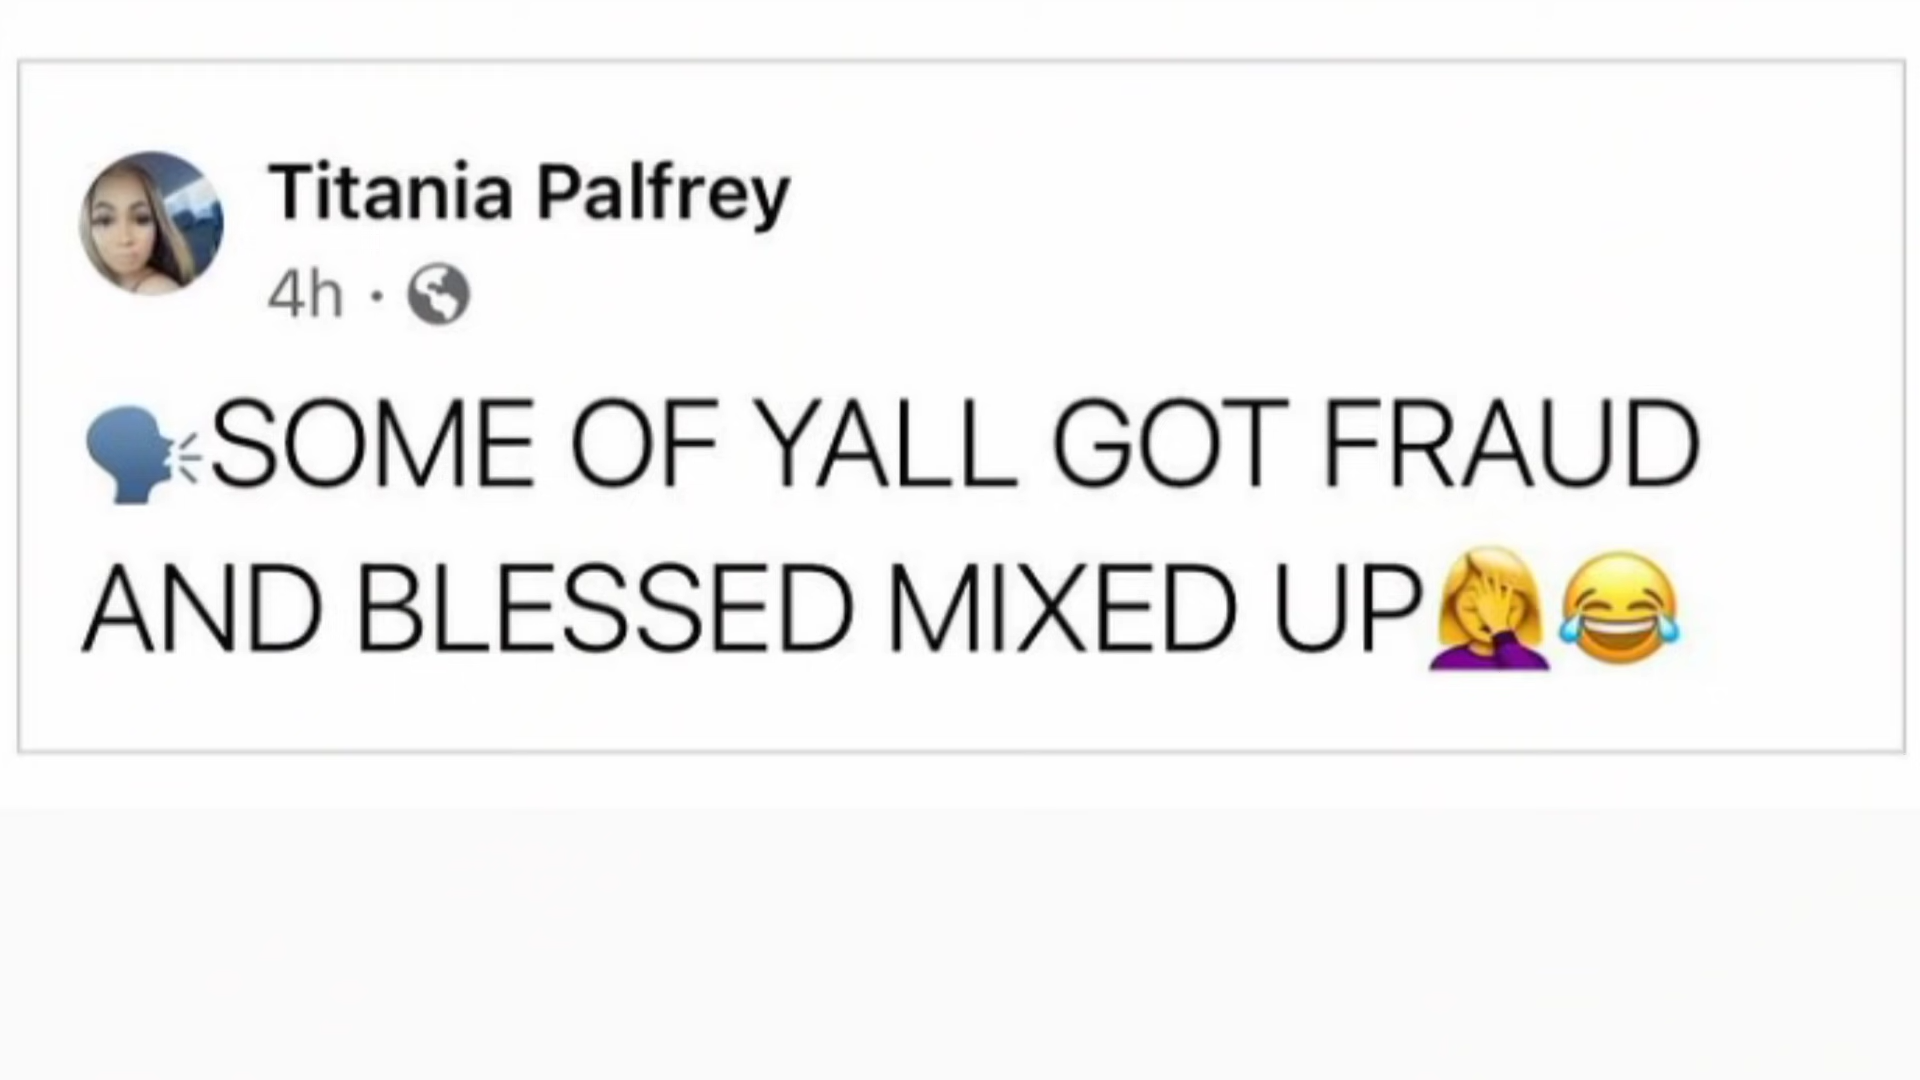 Titania Palfrey
4h ·
🗣️SOME OF YALL GOT FRAUD
AND BLESSED MIXED UP🤦‍♀️😂